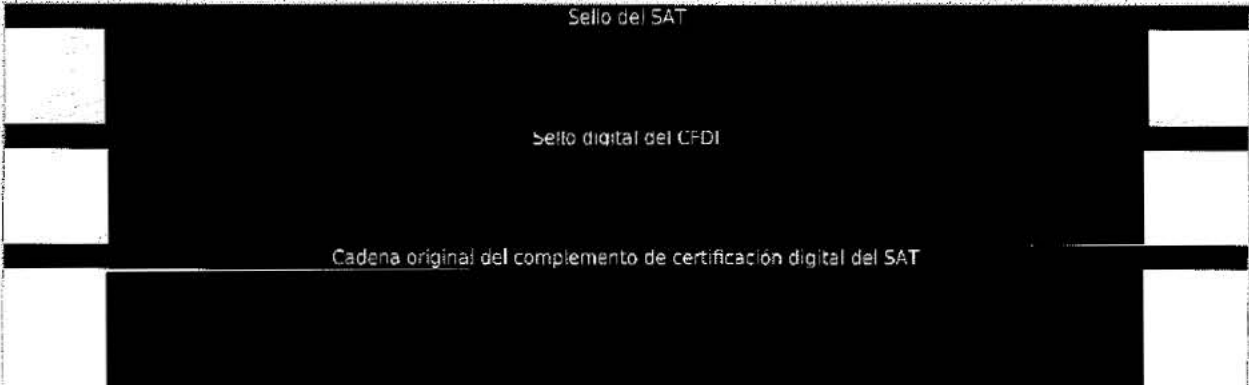 Sello del SAT
Sello digital del CFDI
Cadena original del complemento de certificación digital del SAT